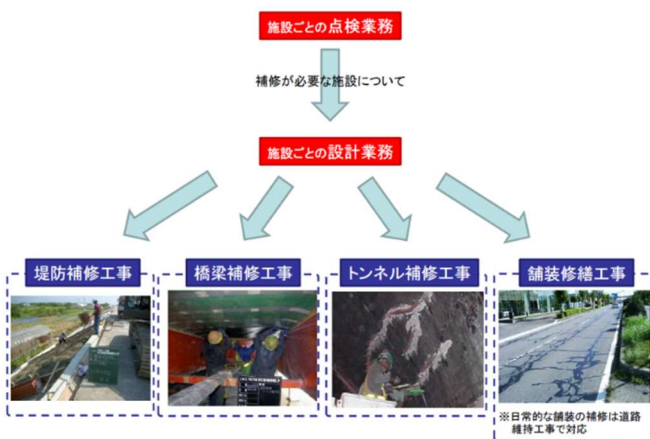 施設ごとの点検業務
補修が必要な施設について
施設ごとの設計業務
堤防補修工事
橋梁補修工事
トンネル補修工事
舗装修繕工事
※日常的な舗装の補修は道路
維持工事で対応